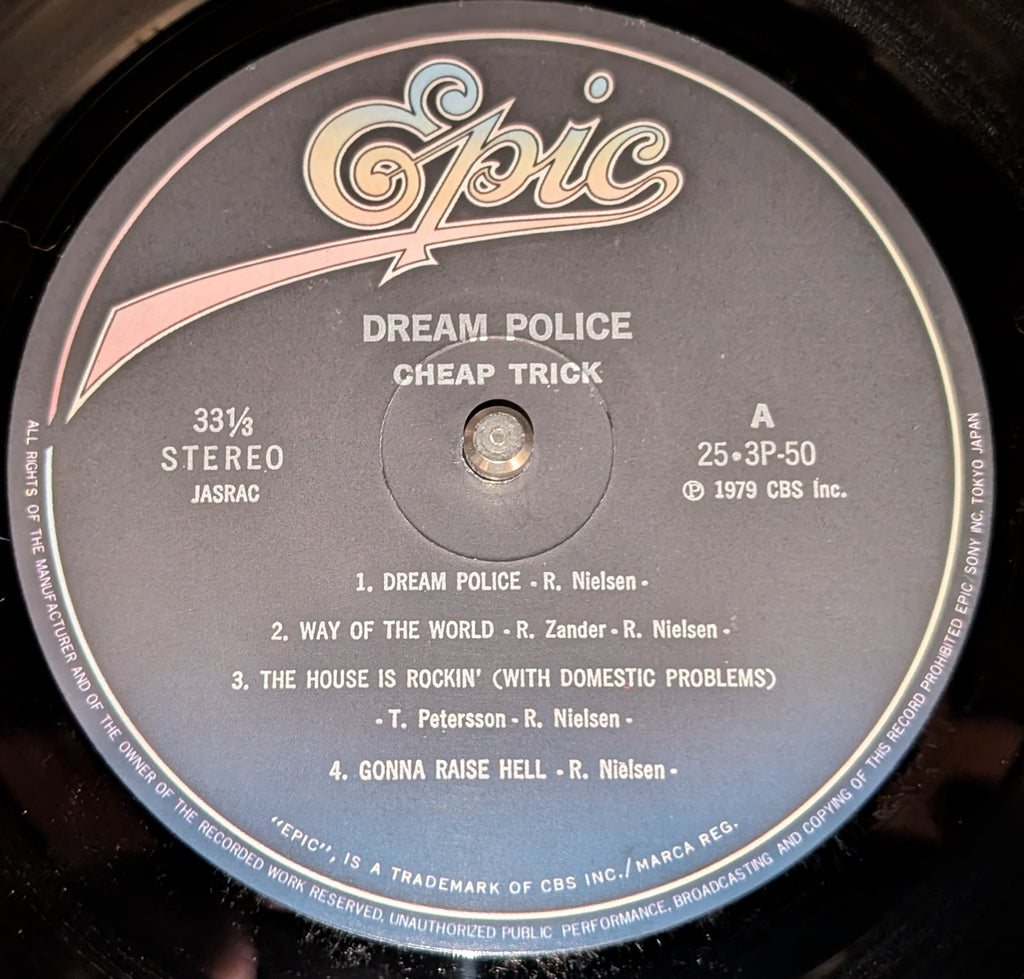 Epic
DREAM POLICE
CHEAP TRICK
33⅓
STEREO
JASRAC
A
25•3P-50
Ⓟ 1979 CBS Inc.
1. DREAM POLICE - R. Nielsen -
2. WAY OF THE WORLD - R. Zander - R. Nielsen -
3. THE HOUSE IS ROCKIN' (WITH DOMESTIC PROBLEMS)
- T. Petersson - R. Nielsen -
4. GONNA RAISE HELL - R. Nielsen -
"EPIC", IS A TRADEMARK OF CBS INC./MARCA REG.
ALL RIGHTS OF THE MANUFACTURER AND OF THE OWNER OF THE RECORDED WORK RESERVED, UNAUTHORIZED PUBLIC PERFORMANCE, BROADCASTING AND COPYING OF THIS RECORD PROHIBITED EPIC/SONY INC. TOKYO JAPAN